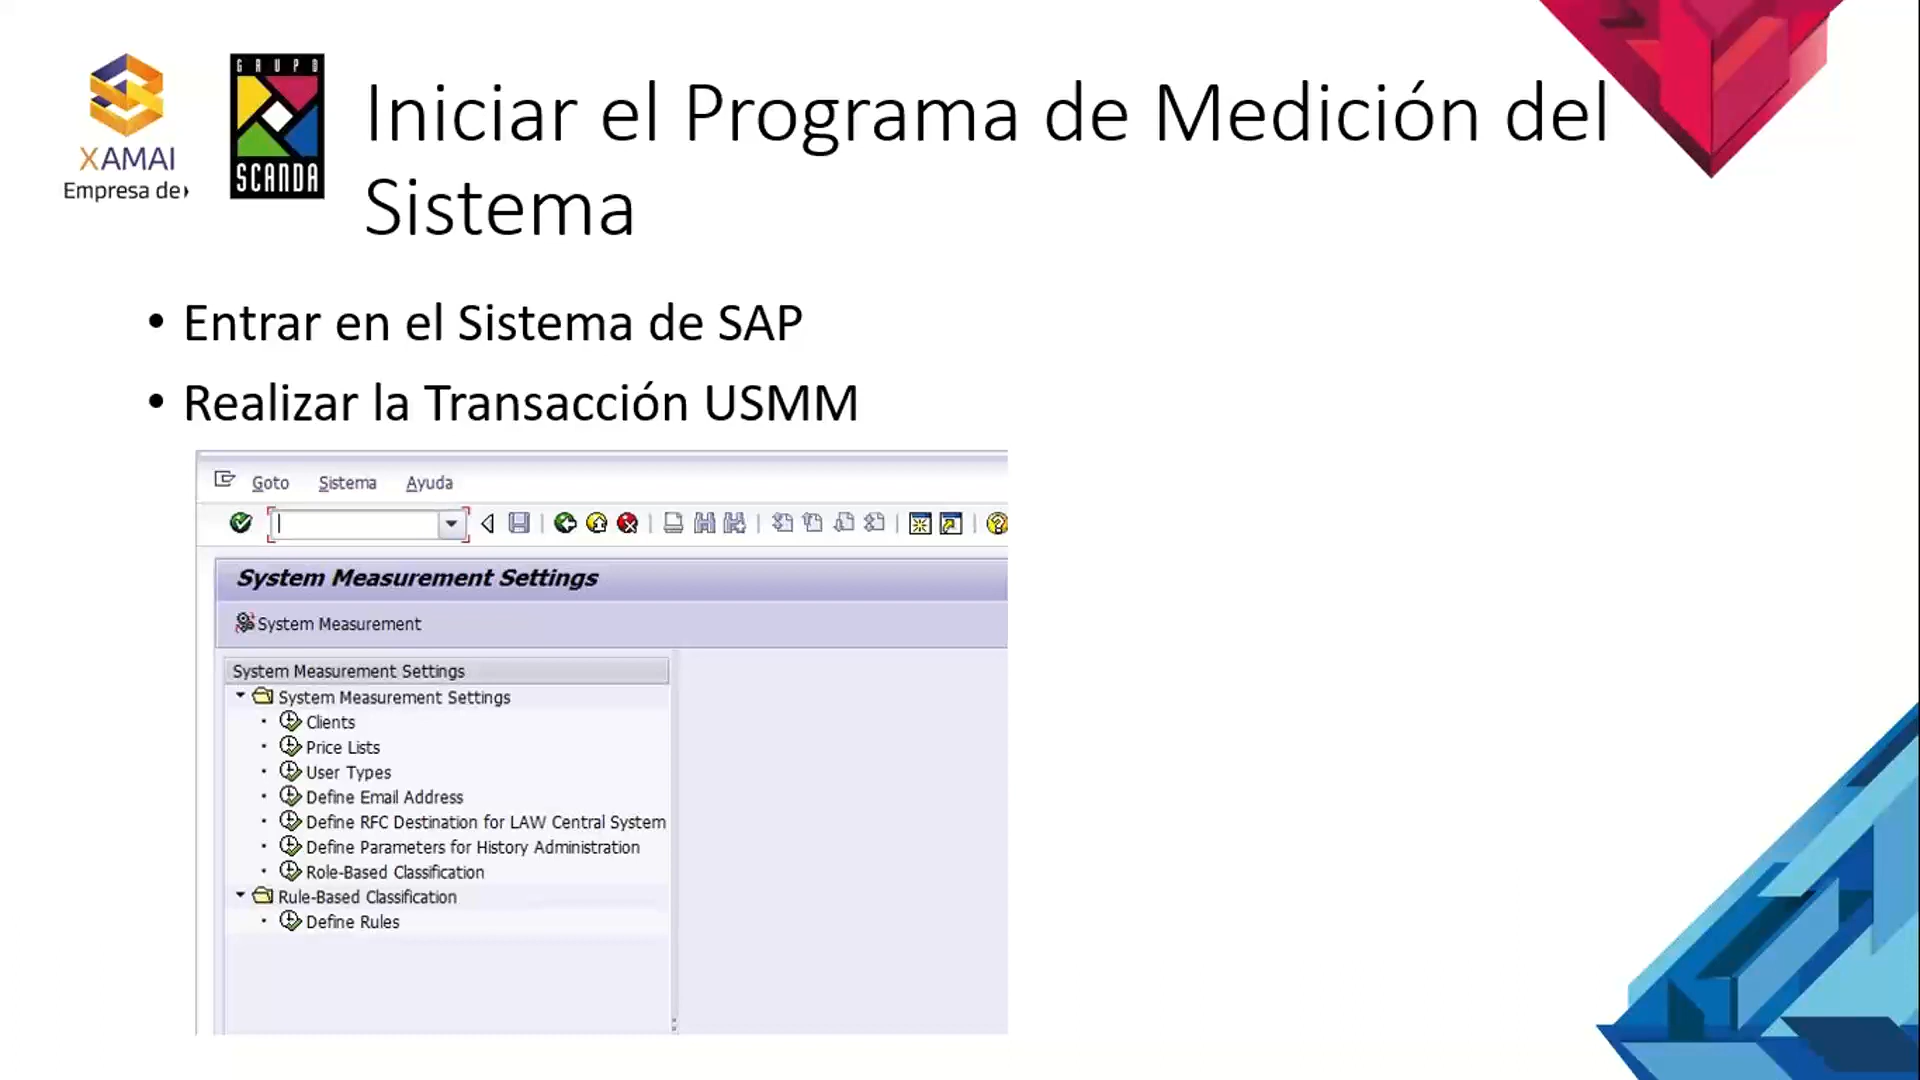 XAMAI
Empresa de
GRUPO
SCANDA
Iniciar el Programa de Medición del
Sistema
• Entrar en el Sistema de SAP
• Realizar la Transacción USMM
Goto Sistema Ayuda
System Measurement Settings
System Measurement
System Measurement Settings
System Measurement Settings
Clients
Price Lists
User Types
Define Email Address
Define RFC Destination for LAW Central System
Define Parameters for History Administration
Role-Based Classification
Rule-Based Classification
Define Rules